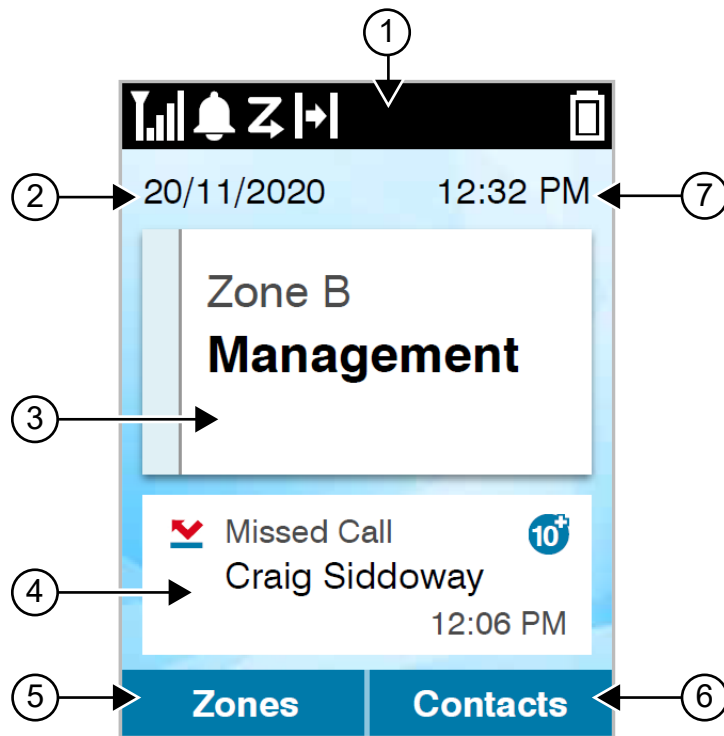 1
2
20/11/2020 12:32 PM
7
Zone B
Management
3
Missed Call
10+
Craig Siddoway
4
12:06 PM
5
Zones
Contacts
6